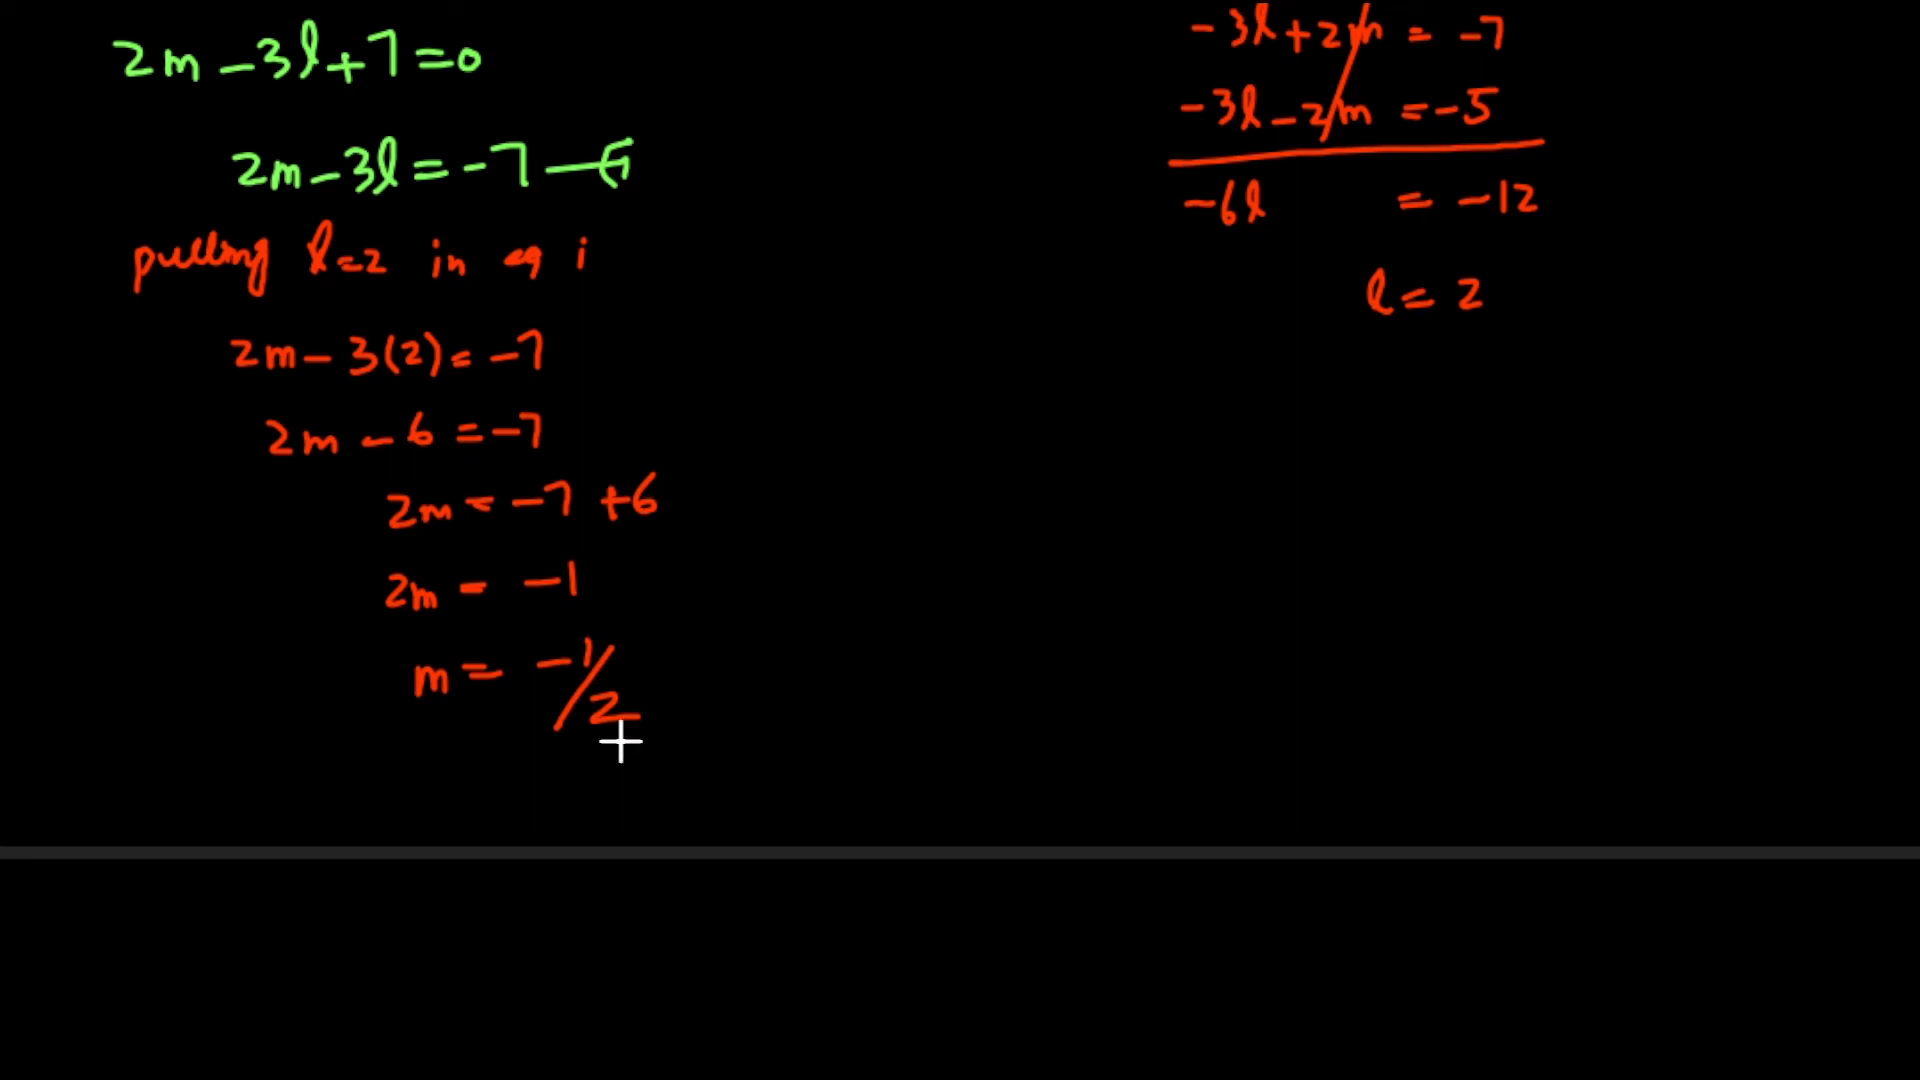 2m - 3l + 7 = 0
2m - 3l = -7
putting l = 2 in eq i
2m - 3(2) = -7
2m - 6 = -7
2m = -7 + 6
2m = -1
m = -1/2
-3l + 2m = -7
-3l - 2m = -5
-6l = -12
l = 2